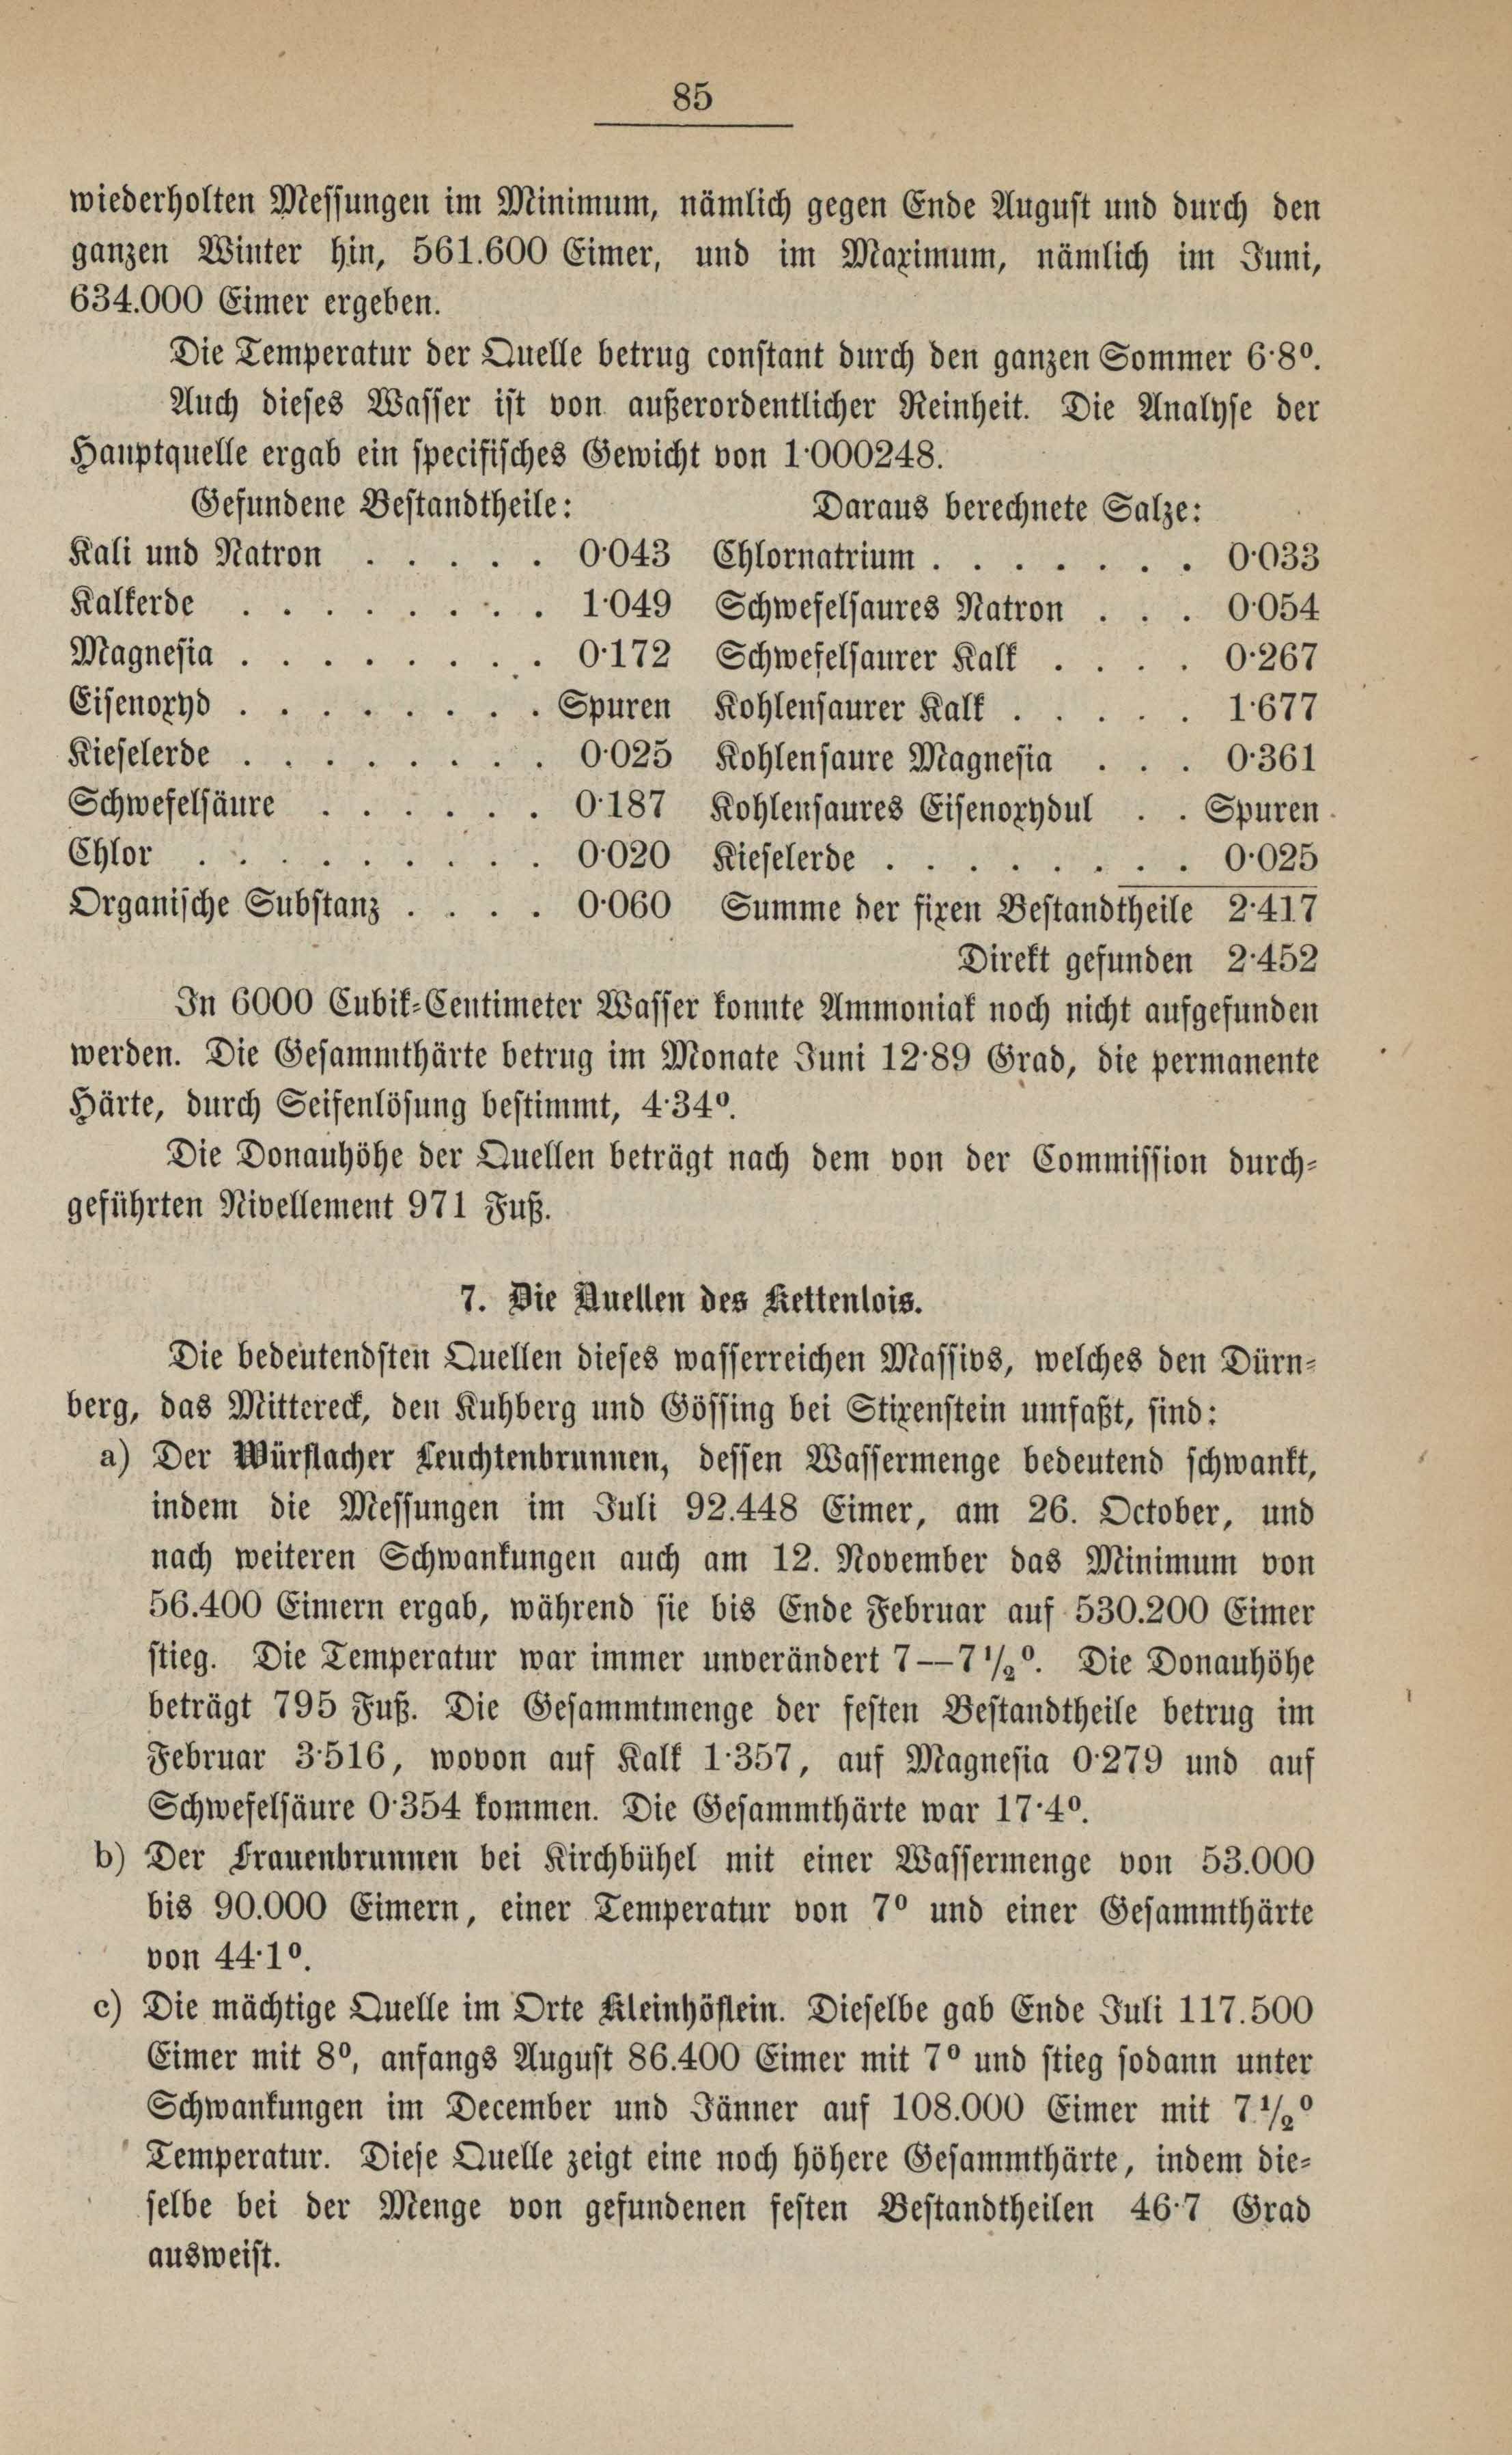 85
wiederholten Messungen im Minimum, nämlich gegen Ende August und durch den
ganzen Winter hin, 561.600 Eimer, und im Maximum, nämlich im Juni,
634.000 Eimer ergeben.
Die Temperatur der Quelle betrug constant durch den ganzen Sommer 6·8⁰.
Auch dieses Wasser ist von außerordentlicher Reinheit. Die Analyse der
Hauptquelle ergab ein specifisches Gewicht von 1·000248.
Gefundene Bestandtheile: Daraus berechnete Salze:
Kali und Natron . . . . . 0·043 Chlornatrium . . . . . . . 0·033
Kalkerde . . . . . . . . 1·049 Schwefelsaures Natron . . . 0·054
Magnesia . . . . . . . . 0·172 Schwefelsaurer Kalk . . . . 0·267
Eisenoxyd . . . . . . . . Spuren Kohlensaurer Kalk . . . . . 1·677
Kieselerde . . . . . . . . 0·025 Kohlensaure Magnesia . . . 0·361
Schwefelsäure . . . . . . 0·187 Kohlensaures Eisenoxydul . . Spuren
Chlor . . . . . . . . . 0·020 Kieselerde . . . . . . . . 0·025
Organische Substanz . . . . 0·060 Summe der fixen Bestandtheile 2·417
Direkt gefunden 2·452
In 6000 Cubik-Centimeter Wasser konnte Ammoniak noch nicht aufgefunden
werden. Die Gesammthärte betrug im Monate Juni 12·89 Grad, die permanente
Härte, durch Seifenlösung bestimmt, 4·34⁰.
Die Donauhöhe der Quellen beträgt nach dem von der Commission durch-
geführten Nivellement 971 Fuß.
7. Die Quellen des Kettenlois.
Die bedeutendsten Quellen dieses wasserreichen Massivs, welches den Dürn-
berg, das Mittereck, den Kuhberg und Gössing bei Stixenstein umfaßt, sind:
a) Der Würflacher Leuchtenbrunnen, dessen Wassermenge bedeutend schwankt,
indem die Messungen im Juli 92.448 Eimer, am 26. October, und
nach weiteren Schwankungen auch am 12. November das Minimum von
56.400 Eimern ergab, während sie bis Ende Februar auf 530.200 Eimer
stieg. Die Temperatur war immer unverändert 7—7 1/2⁰. Die Donauhöhe
beträgt 795 Fuß. Die Gesammtmenge der festen Bestandtheile betrug im
Februar 3·516, wovon auf Kalk 1·357, auf Magnesia 0·279 und auf
Schwefelsäure 0·354 kommen. Die Gesammthärte war 17·4⁰.
b) Der Frauenbrunnen bei Kirchbühel mit einer Wassermenge von 53.000
bis 90.000 Eimern, einer Temperatur von 7⁰ und einer Gesammthärte
von 44·1⁰.
c) Die mächtige Quelle im Orte Kleinhöflein. Dieselbe gab Ende Juli 117.500
Eimer mit 8⁰, anfangs August 86.400 Eimer mit 7⁰ und stieg sodann unter
Schwankungen im December und Jänner auf 108.000 Eimer mit 7 1/2⁰
Temperatur. Diese Quelle zeigt eine noch höhere Gesammthärte, indem die-
selbe bei der Menge von gefundenen festen Bestandtheilen 46·7 Grad
ausweist.